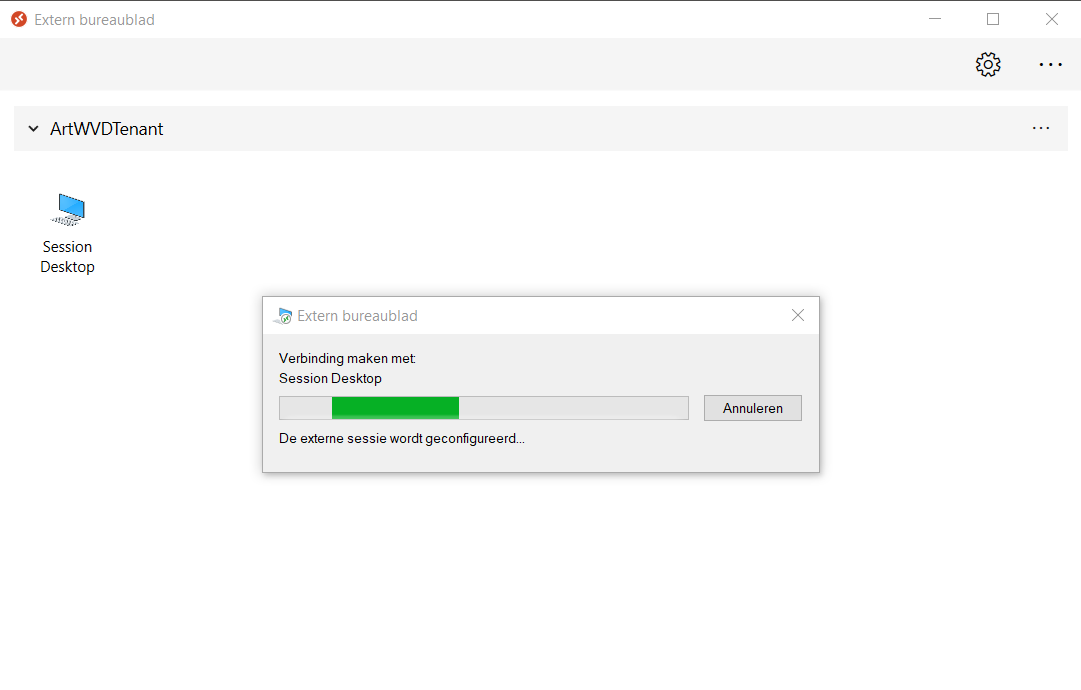 Extern bureaublad
ArtWVDTenant
Session
Desktop
Extern bureaublad
Verbinding maken met:
Session Desktop
Annuleren
De externe sessie wordt geconfigureerd...